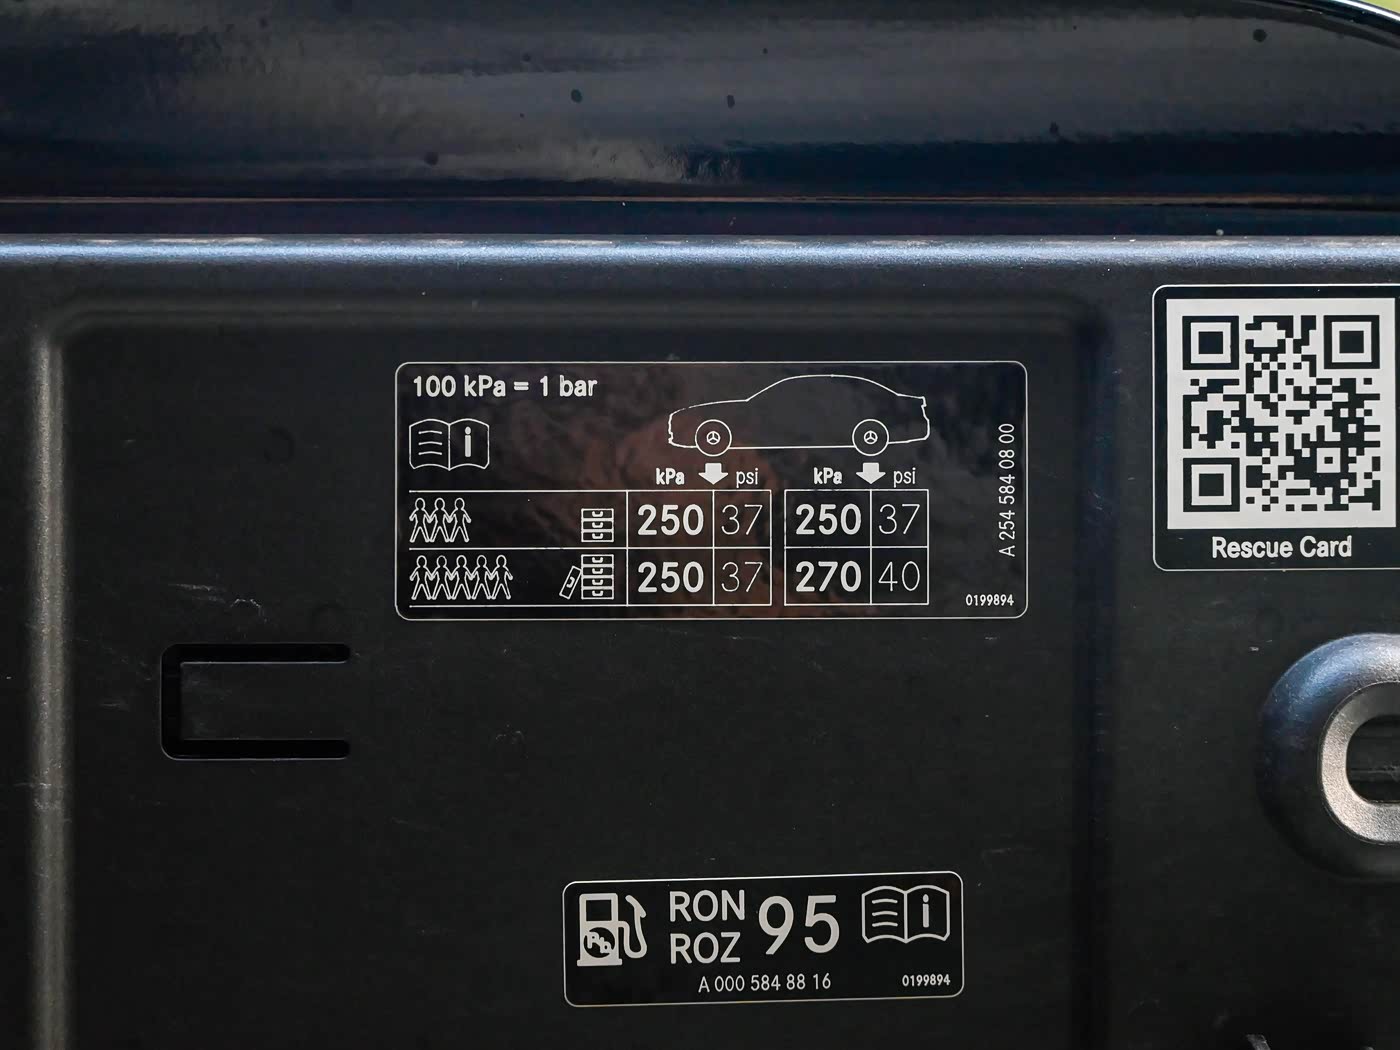 100 kPa = 1 bar
i
kPa psi kPa psi
250 37 250 37
250 37 270 40
A 254 584 08 00
0199894
Rescue Card
Pb
RON 95
ROZ
i
A 000 584 88 16
0199894